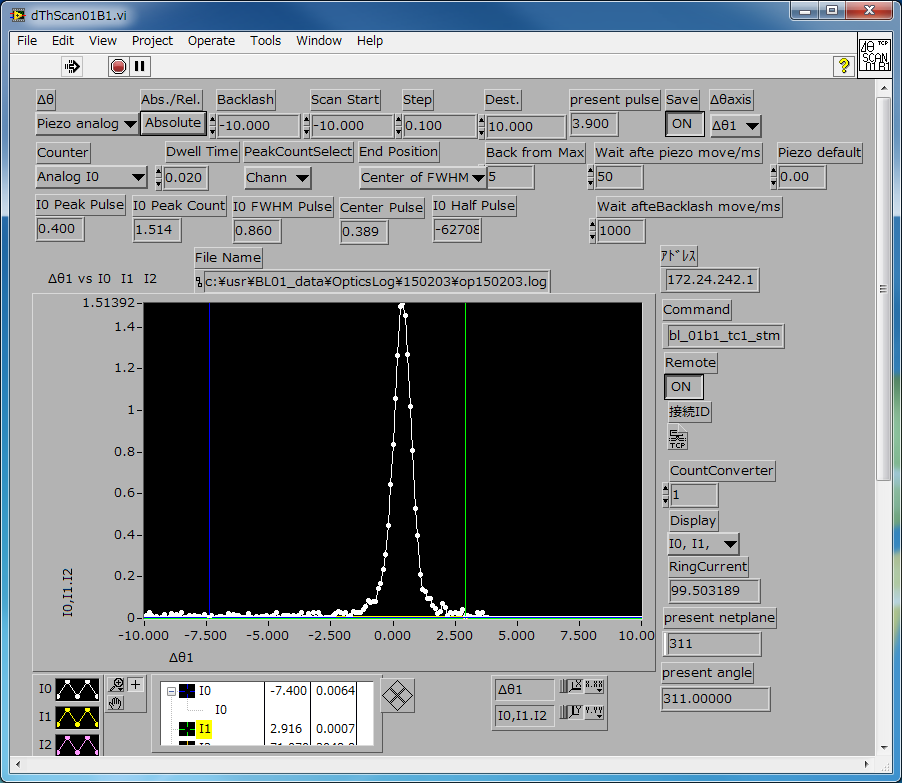 dThScan01B1.vi
File Edit View Project Operate Tools Window Help
Δθ TCP
SCAN
01B1
Δθ Abs./Rel. Backlash Scan Start Step Dest. present pulse Save Δθaxis
Piezo analog Absolute -10.000 -10.000 0.100 10.000 3.900 ON Δθ1
Counter Dwell Time PeakCountSelect End Position Back from Max Wait afte piezo move/ms Piezo default
Analog I0 0.020 Chann Center of FWHM 5 50 0.00
I0 Peak Pulse I0 Peak Count I0 FWHM Pulse Center Pulse I0 Half Pulse Wait afteBacklash move/ms
0.400 1.514 0.860 0.389 -62708 1000
File Name
c:¥usr¥BL01_data¥OpticsLog¥150203¥op150203.log
Δθ1 vs I0 I1 I2
ｱﾄﾞﾚｽ
172.24.242.1
Command
bl_01b1_tc1_stm
Remote
ON
接続ID
TCP
CountConverter
1
Display
I0, I1,
RingCurrent
99.503189
present netplane
311
present angle
311.00000
1.51392
1.4
1.2
1
0.8
0.6
0.4
0.2
0
I0,I1.I2
-10.000 -7.500 -5.000 -2.500 0.000 2.500 5.000 7.500 10.00
Δθ1
I0
I1
I2
I0 -7.400 0.0064
I0
I1 2.916 0.0007
Δθ1 X X.XX
I0,I1.I2 Y Y.YY